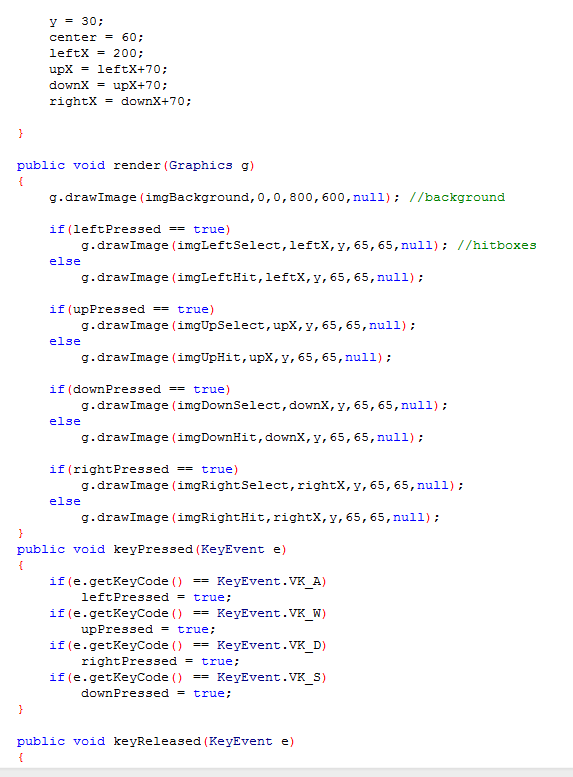 y = 30;
center = 60;
leftX = 200;
upX = leftX+70;
downX = upX+70;
rightX = downX+70;
}
public void render(Graphics g)
{
g.drawImage(imgBackground,0,0,800,600,null); //background
if(leftPressed == true)
g.drawImage(imgLeftSelect,leftX,y,65,65,null); //hitboxes
else
g.drawImage(imgLeftHit,leftX,y,65,65,null);
if(upPressed == true)
g.drawImage(imgUpSelect,upX,y,65,65,null);
else
g.drawImage(imgUpHit,upX,y,65,65,null);
if(downPressed == true)
g.drawImage(imgDownSelect,downX,y,65,65,null);
else
g.drawImage(imgDownHit,downX,y,65,65,null);
if(rightPressed == true)
g.drawImage(imgRightSelect,rightX,y,65,65,null);
else
g.drawImage(imgRightHit,rightX,y,65,65,null);
}
public void keyPressed(KeyEvent e)
{
if(e.getKeyCode() == KeyEvent.VK_A)
leftPressed = true;
if(e.getKeyCode() == KeyEvent.VK_W)
upPressed = true;
if(e.getKeyCode() == KeyEvent.VK_D)
rightPressed = true;
if(e.getKeyCode() == KeyEvent.VK_S)
downPressed = true;
}
public void keyReleased(KeyEvent e)
{